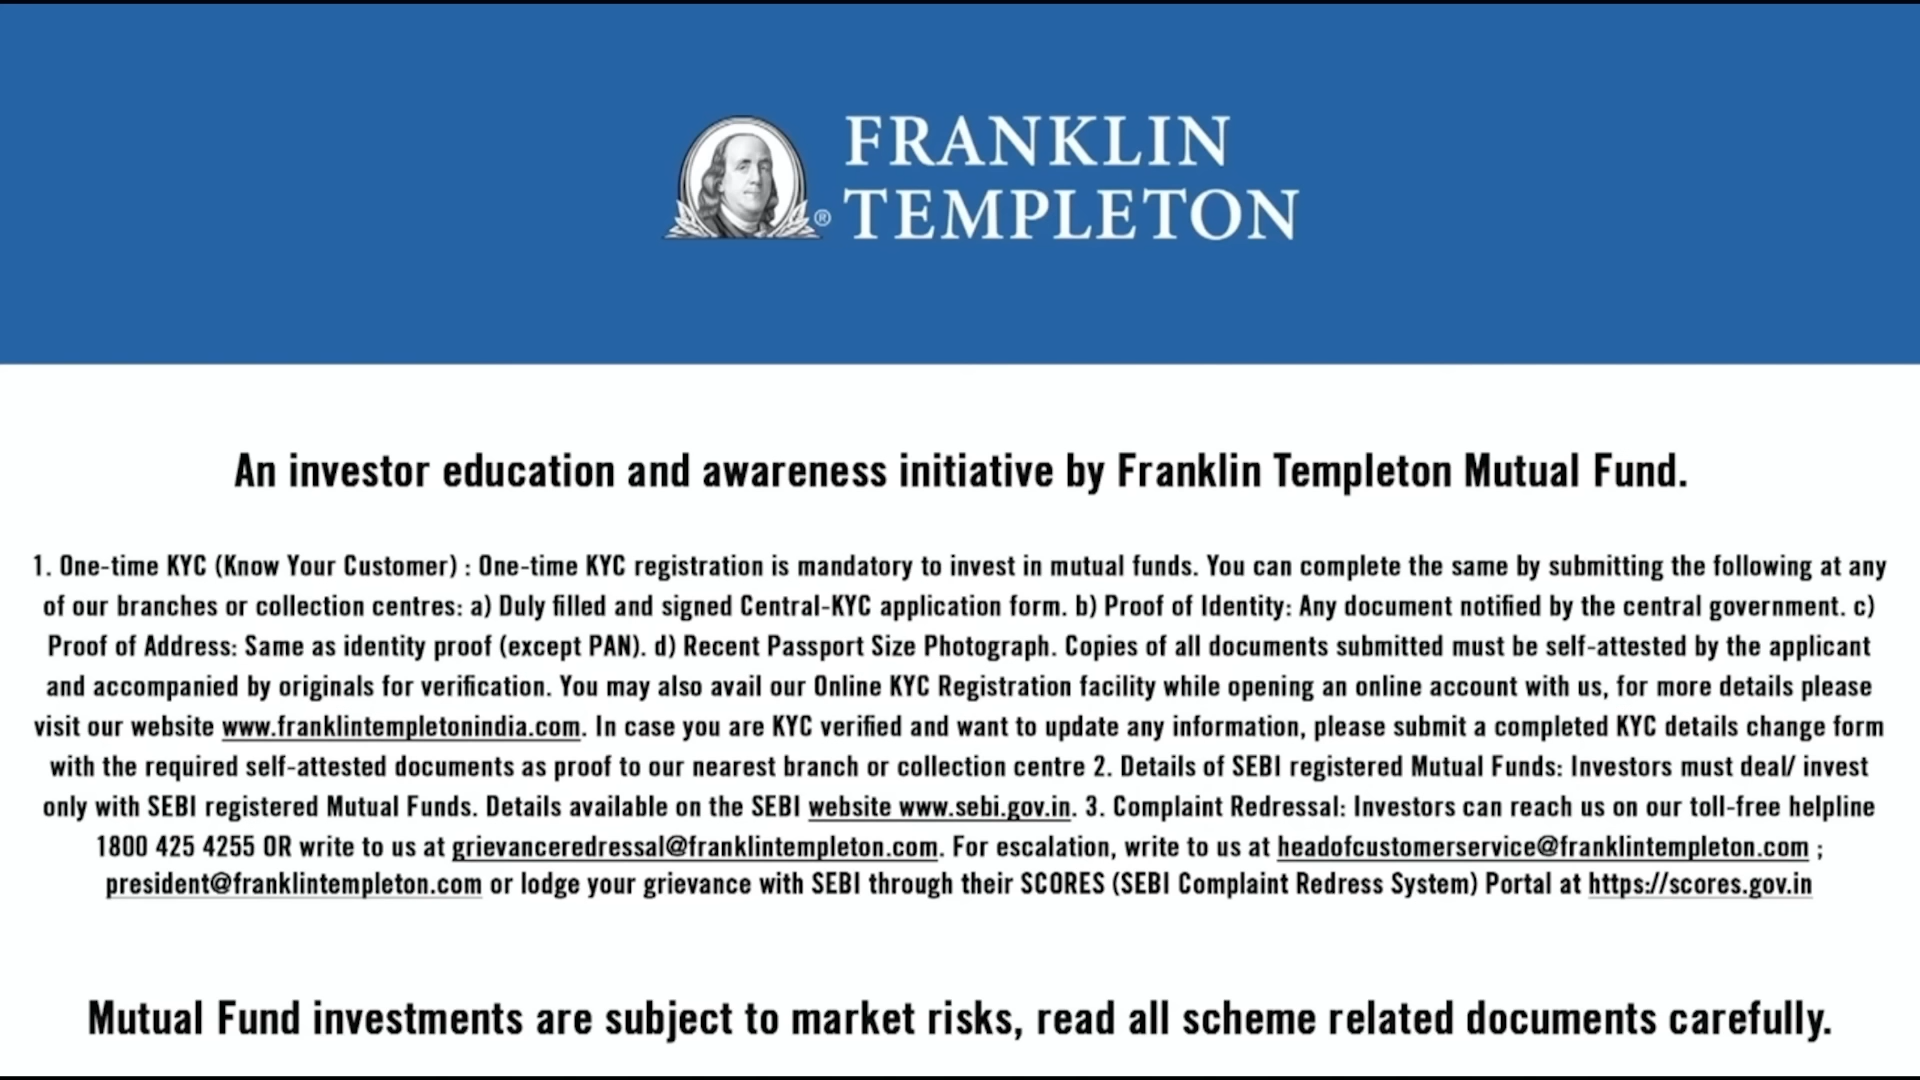 FRANKLIN
TEMPLETON
®
An investor education and awareness initiative by Franklin Templeton Mutual Fund.
1. One-time KYC (Know Your Customer) : One-time KYC registration is mandatory to invest in mutual funds. You can complete the same by submitting the following at any
of our branches or collection centres: a) Duly filled and signed Central-KYC application form. b) Proof of Identity: Any document notified by the central government. c)
Proof of Address: Same as identity proof (except PAN). d) Recent Passport Size Photograph. Copies of all documents submitted must be self-attested by the applicant
and accompanied by originals for verification. You may also avail our Online KYC Registration facility while opening an online account with us, for more details please
visit our website www.franklintempletonindia.com. In case you are KYC verified and want to update any information, please submit a completed KYC details change form
with the required self-attested documents as proof to our nearest branch or collection centre 2. Details of SEBI registered Mutual Funds: Investors must deal/ invest
only with SEBI registered Mutual Funds. Details available on the SEBI website www.sebi.gov.in. 3. Complaint Redressal: Investors can reach us on our toll-free helpline
1800 425 4255 OR write to us at grievanceredressal@franklintempleton.com. For escalation, write to us at headofcustomerservice@franklintempleton.com ;
president@franklintempleton.com or lodge your grievance with SEBI through their SCORES (SEBI Complaint Redress System) Portal at https://scores.gov.in
Mutual Fund investments are subject to market risks, read all scheme related documents carefully.